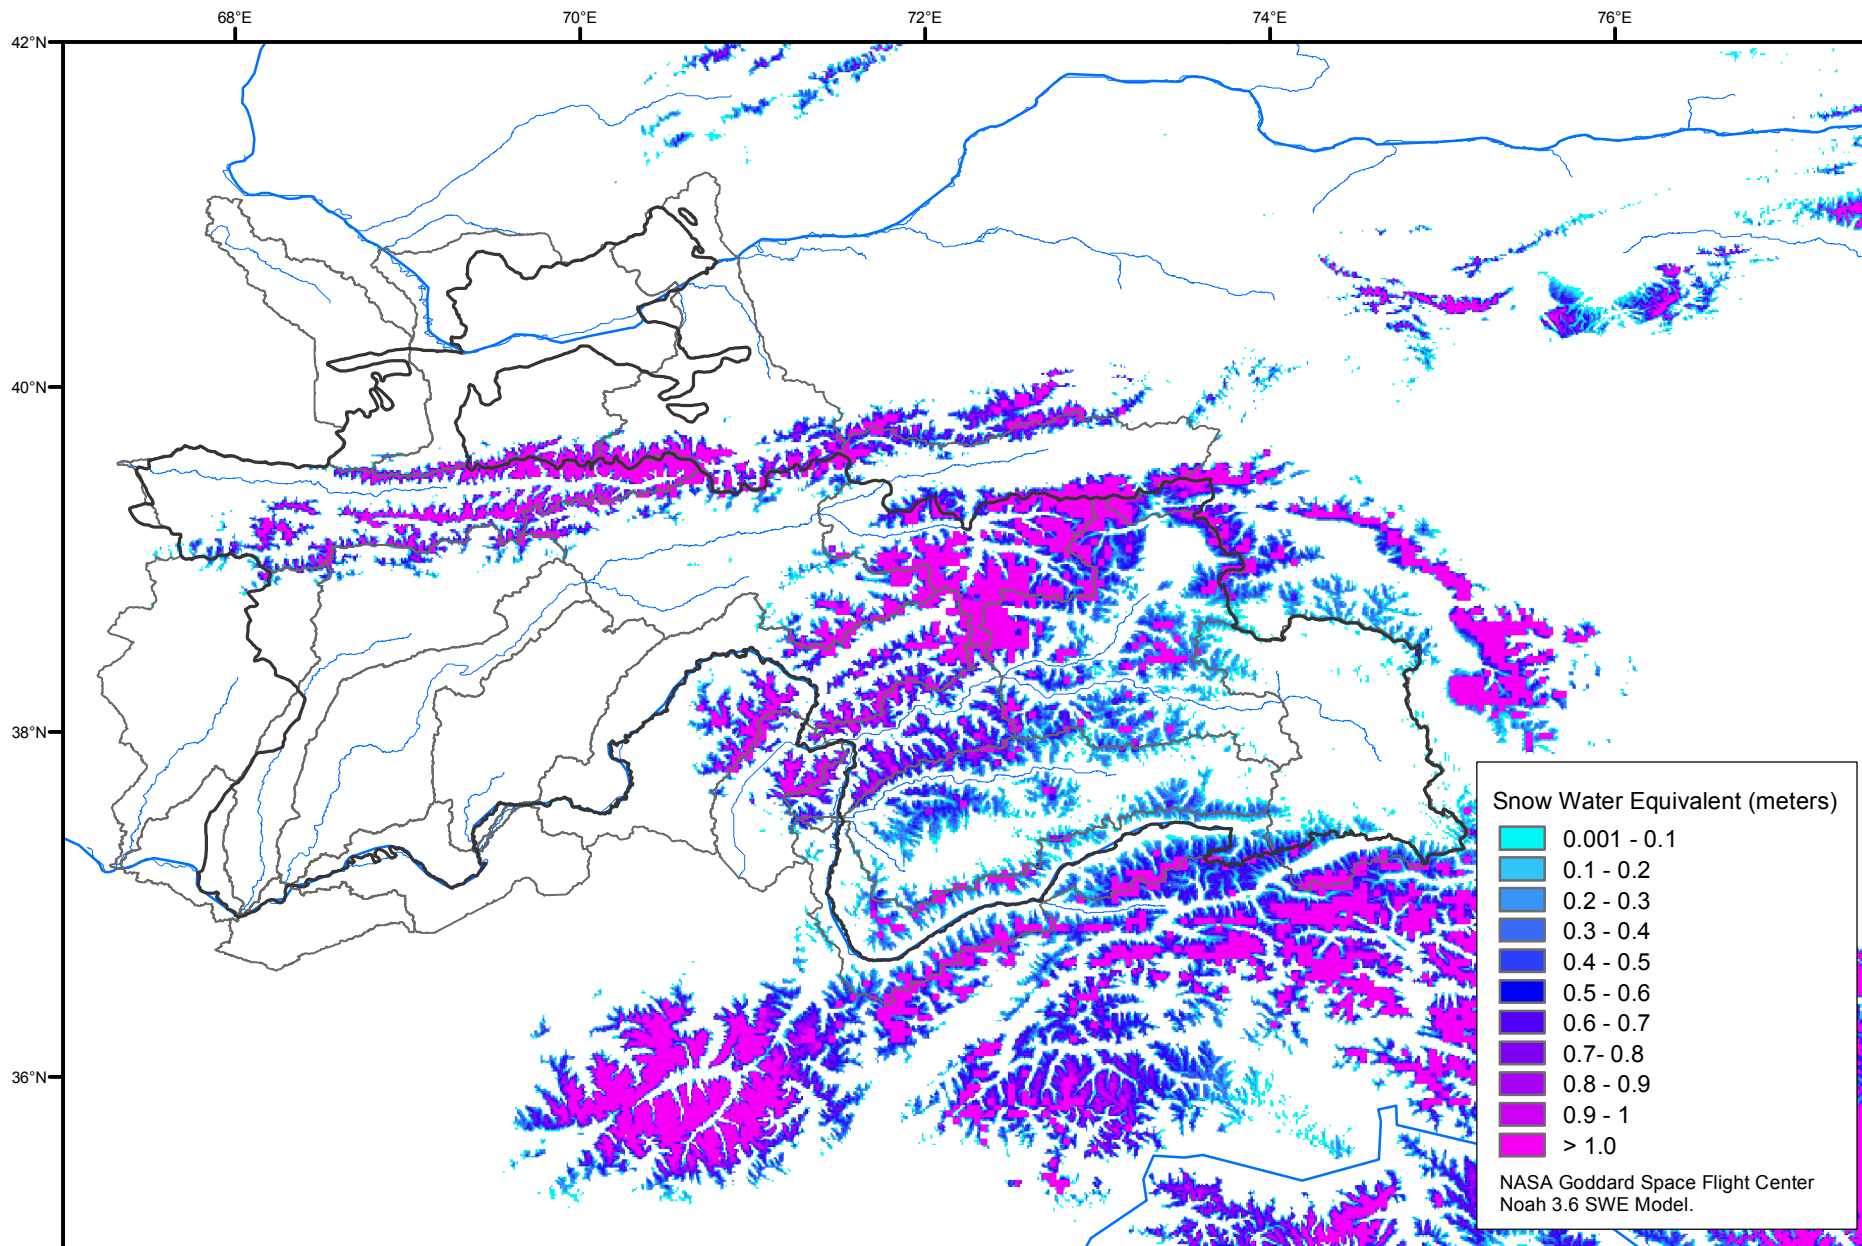 68°E 70°E 72°E 74°E 76°E
42°N
40°N
38°N
36°N
Snow Water Equivalent (meters)
0.001 - 0.1
0.1 - 0.2
0.2 - 0.3
0.3 - 0.4
0.4 - 0.5
0.5 - 0.6
0.6 - 0.7
0.7- 0.8
0.8 - 0.9
0.9 - 1
> 1.0
NASA Goddard Space Flight Center
Noah 3.6 SWE Model.